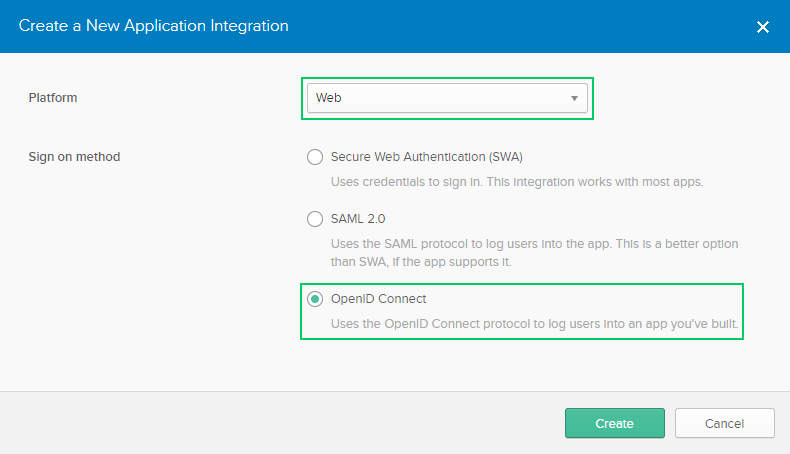 Create a New Application Integration
Platform
Web
Sign on method
Secure Web Authentication (SWA)
Uses credentials to sign in. This integration works with most apps.
SAML 2.0
Uses the SAML protocol to log users into the app. This is a better option
than SWA, if the app supports it.
OpenID Connect
Uses the OpenID Connect protocol to log users into an app you've built.
Create
Cancel